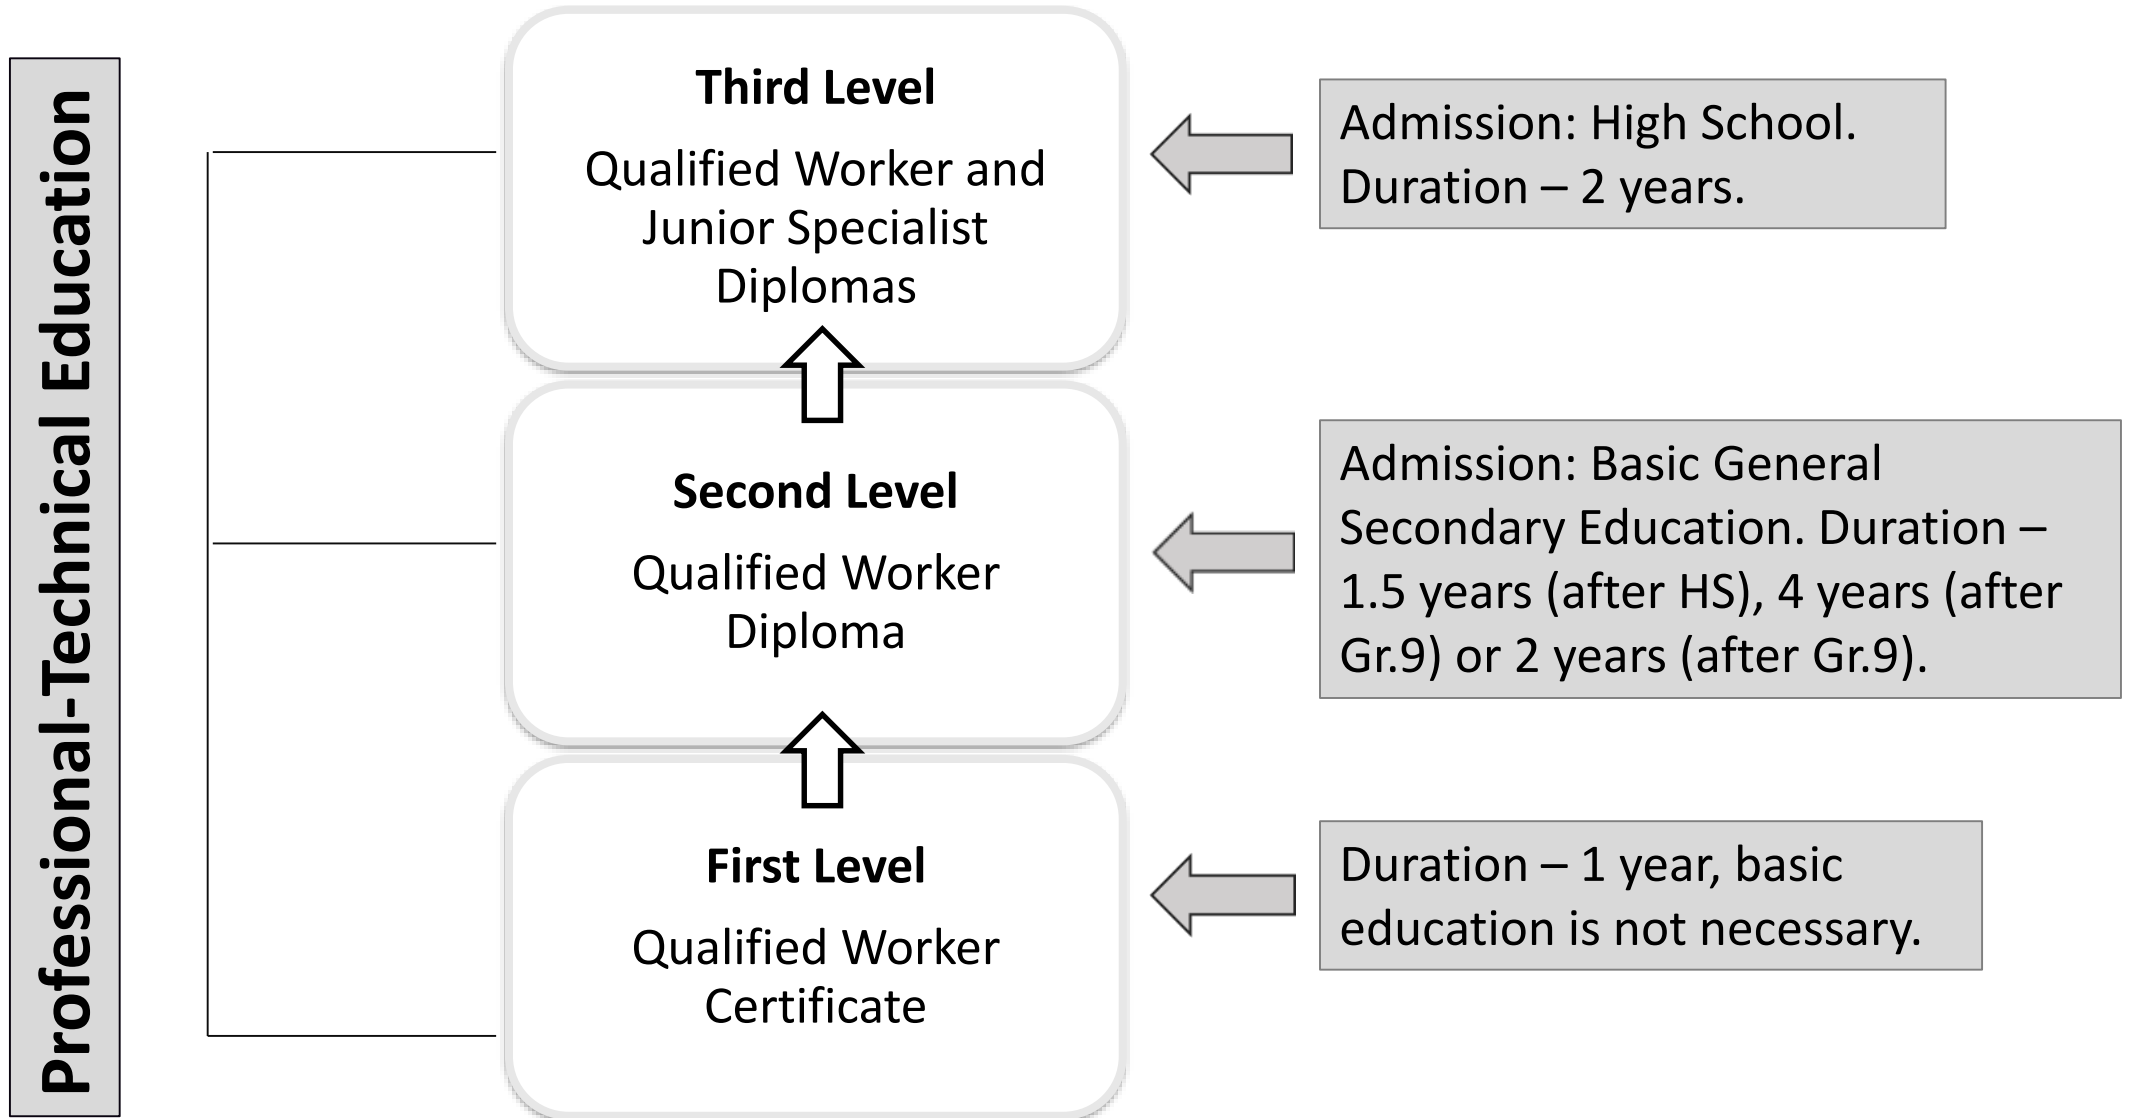 Professional-Technical Education
Third Level
Qualified Worker and
Junior Specialist
Diplomas
Admission: High School.
Duration – 2 years.
Second Level
Qualified Worker
Diploma
Admission: Basic General
Secondary Education. Duration –
1.5 years (after HS), 4 years (after
Gr.9) or 2 years (after Gr.9).
First Level
Qualified Worker
Certificate
Duration – 1 year, basic
education is not necessary.